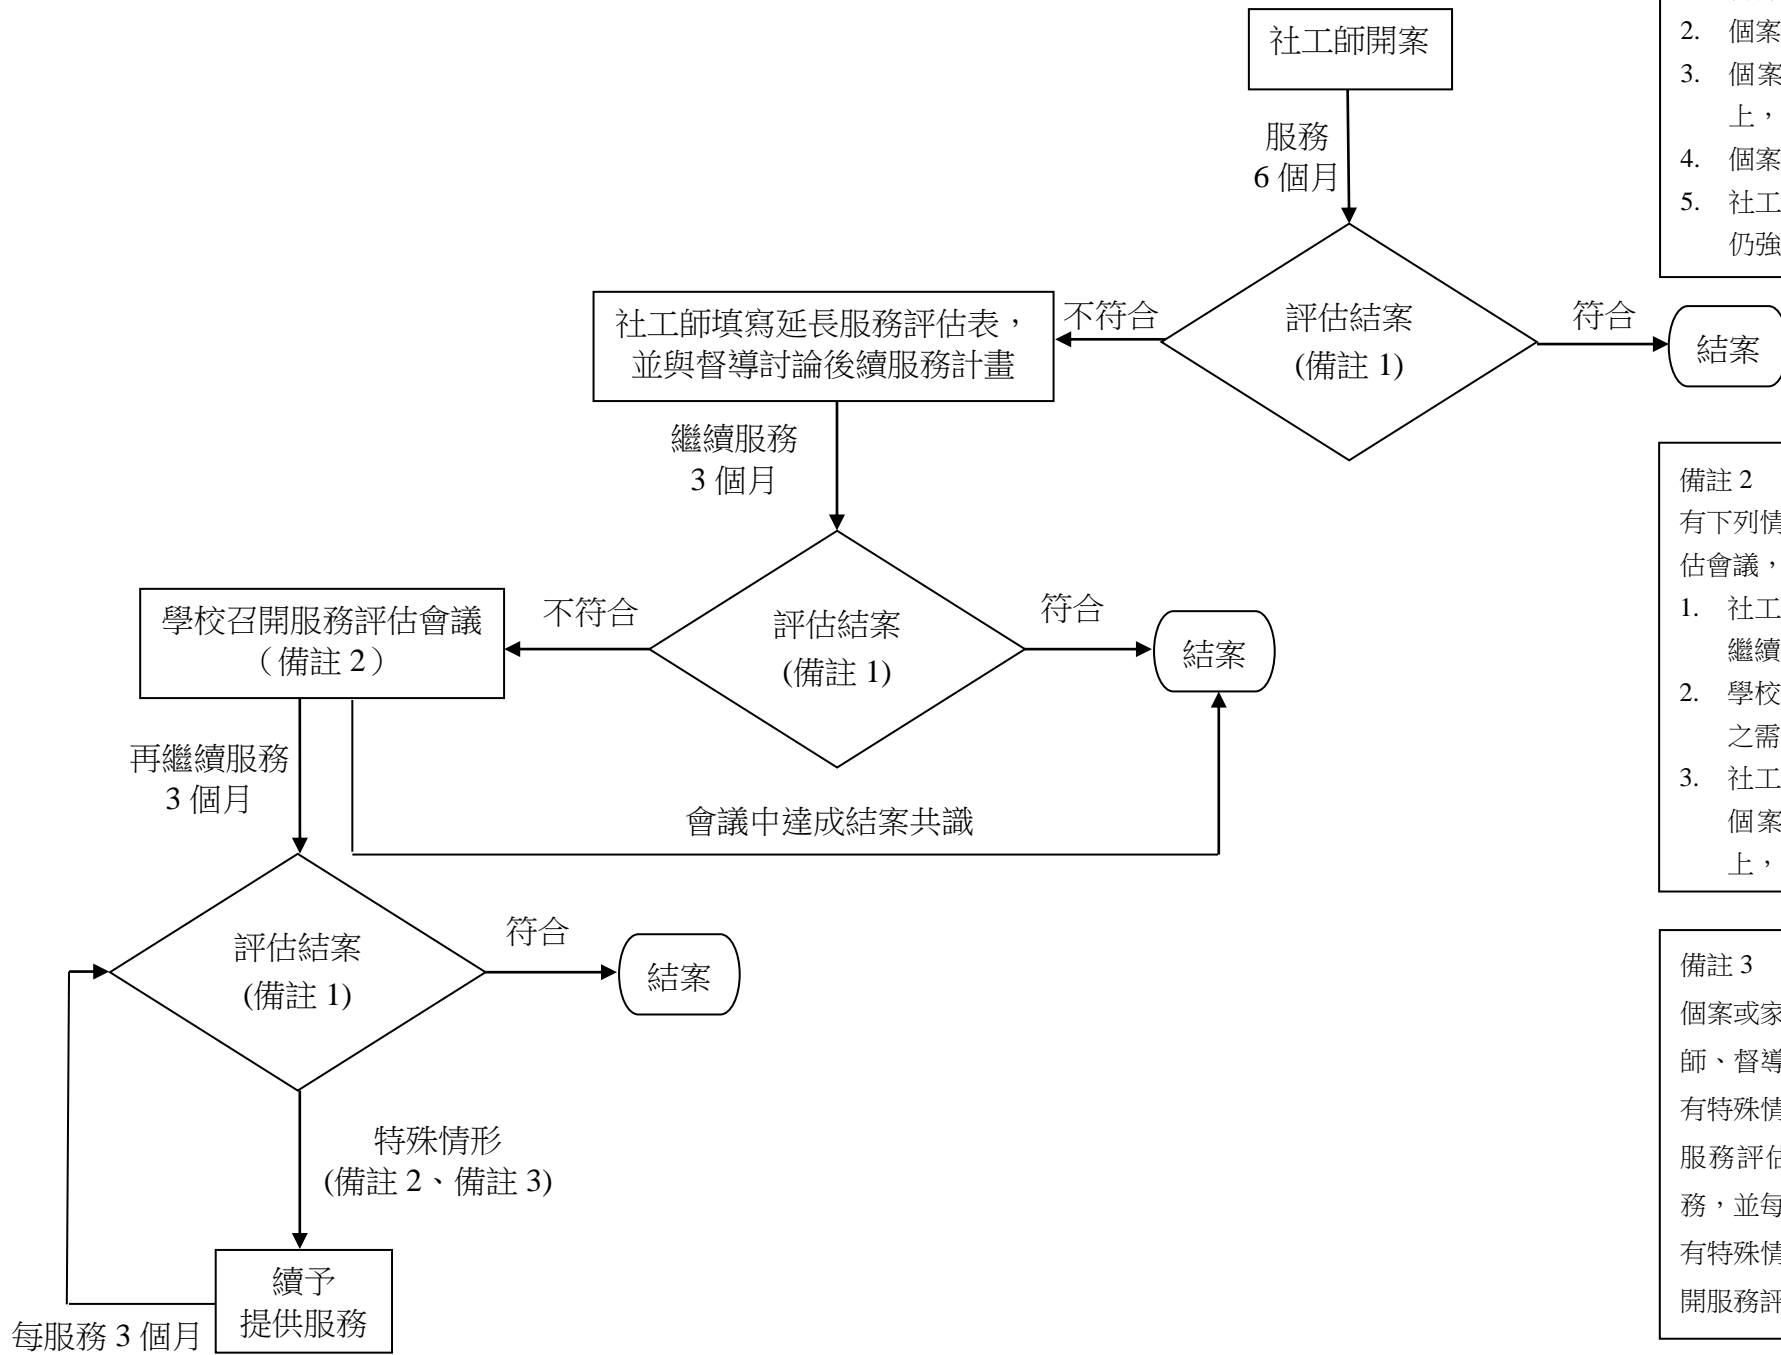 社工師開案
服務
6 個月
評估結案
(備註 1)
符合
結案
不符合
社工師填寫延長服務評估表，
並與督導討論後續服務計畫
繼續服務
3 個月
評估結案
(備註 1)
符合
結案
不符合
學校召開服務評估會議
（備註 2）
會議中達成結案共識
再繼續服務
3 個月
評估結案
(備註 1)
符合
結案
特殊情形
(備註 2、備註 3)
續予
提供服務
每服務 3 個月
2. 個案
3. 個案
上，
4. 個案
5. 社工
仍強
備註 2
有下列情
估會議，
1. 社工
繼續
2. 學校
之需
3. 社工
個案
上，
備註 3
個案或家
師、督導
有特殊情
服務評估
務，並每
有特殊情
開服務評